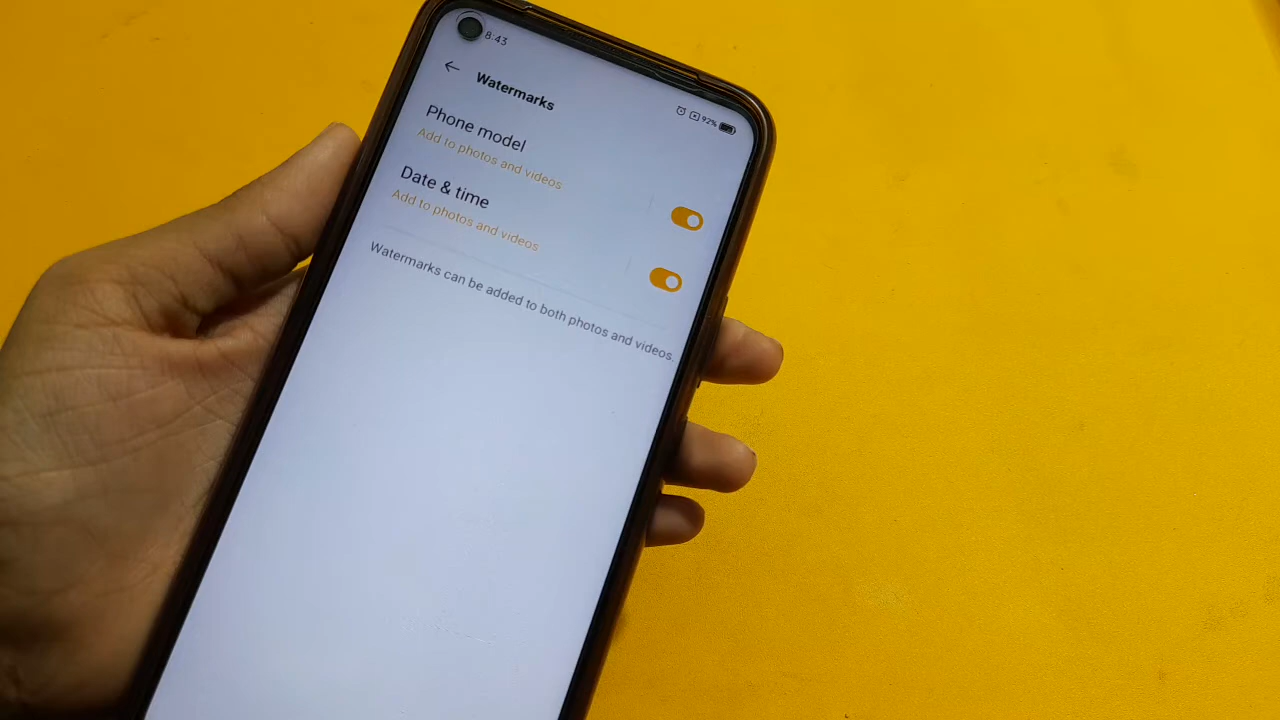 8:43
92%
Watermarks
Phone model
Add to photos and videos
Date & time
Add to photos and videos
Watermarks can be added to both photos and videos.